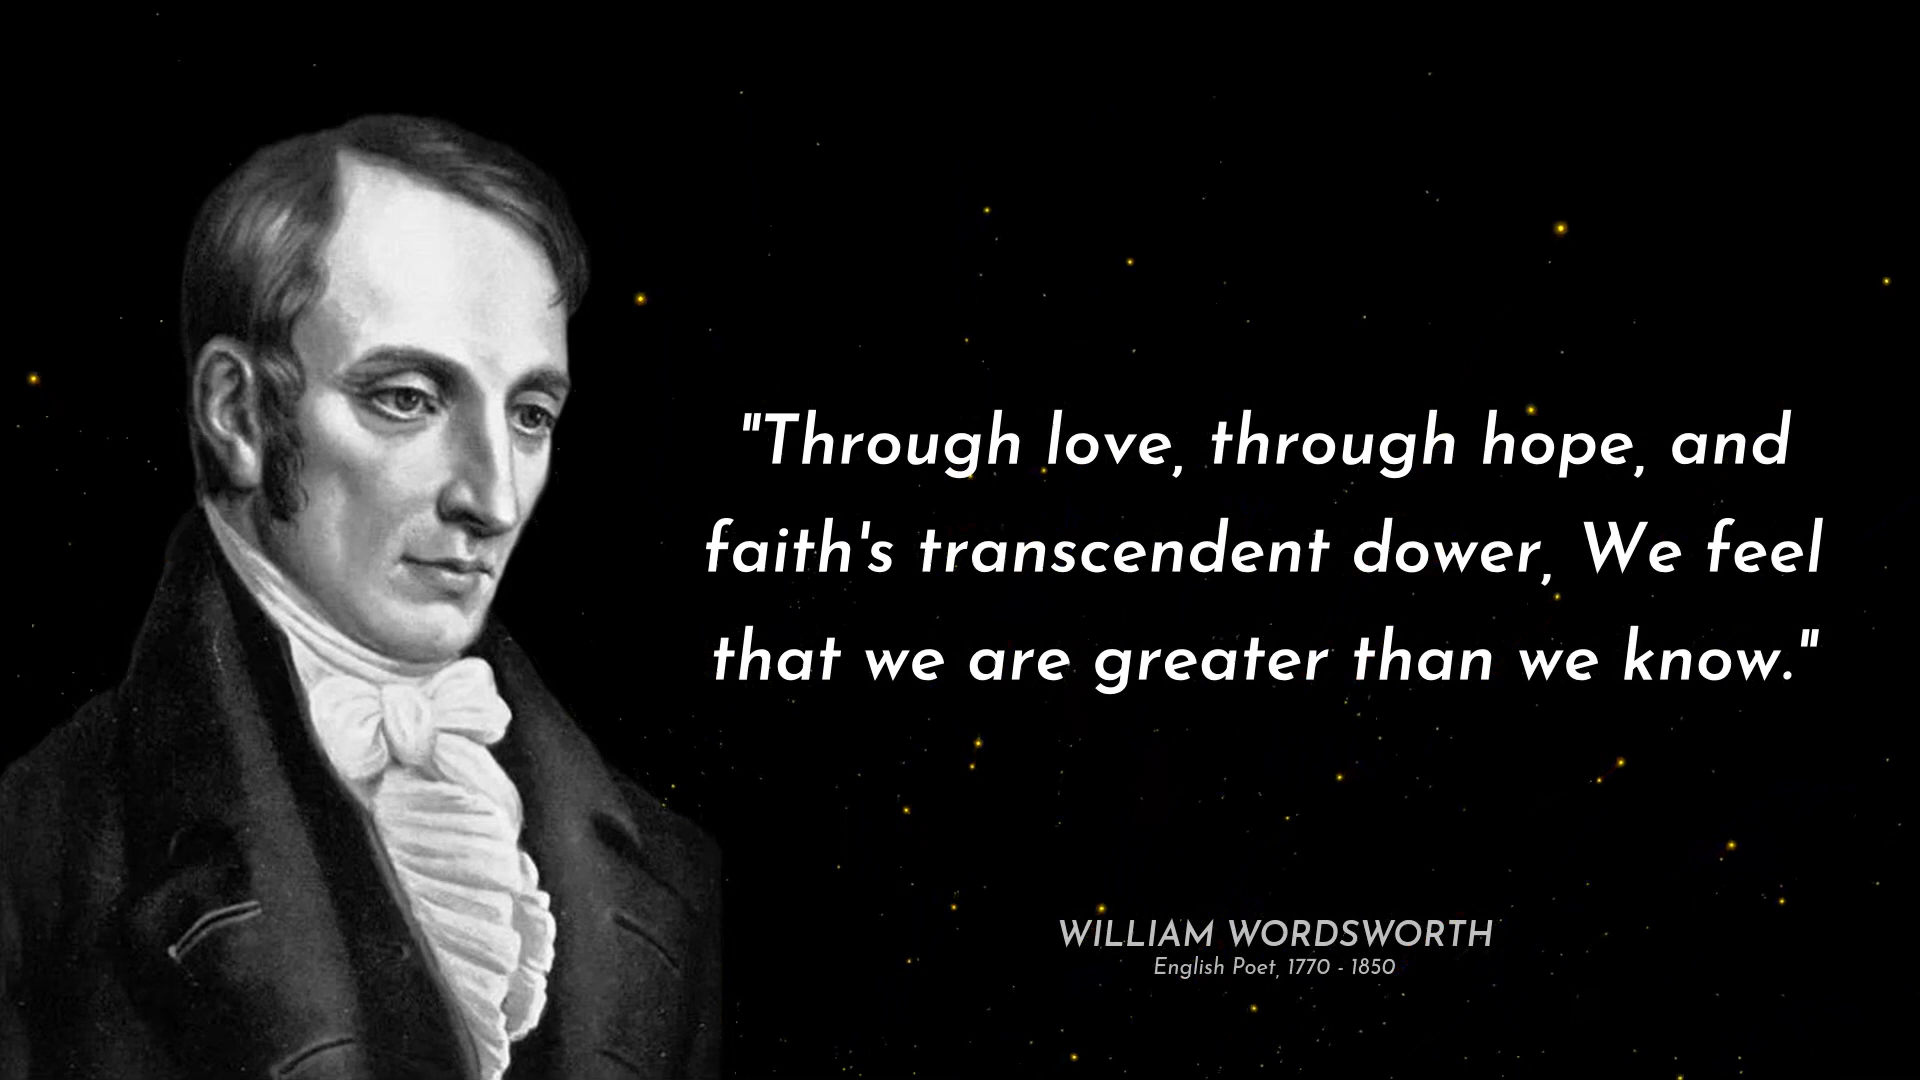 "Through love, through hope, and
faith's transcendent dower, We feel
that we are greater than we know."
WILLIAM WORDSWORTH
English Poet, 1770 - 1850